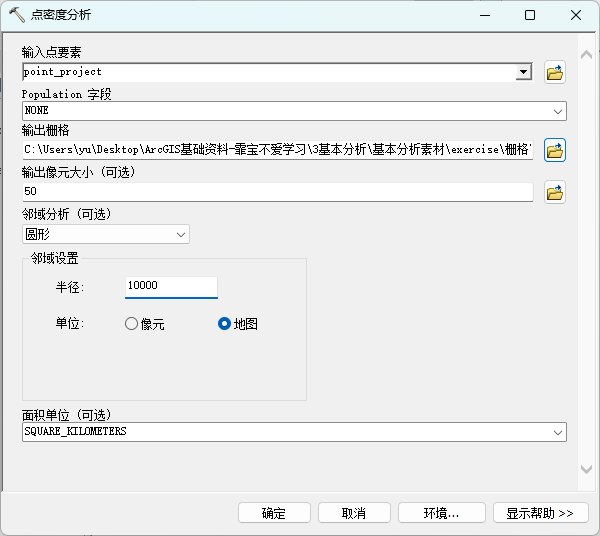 点密度分析
输入点要素
point_project
Population 字段
NONE
输出栅格
C:\Users\yu\Desktop\ArcGIS基础资料-霏宝不爱学习\3基本分析\基本分析素材\exercise\栅格
输出像元大小 (可选)
50
邻域分析 (可选)
圆形
邻域设置
半径:
10000
单位:
像元
地图
面积单位 (可选)
SQUARE_KILOMETERS
确定
取消
环境...
显示帮助 >>